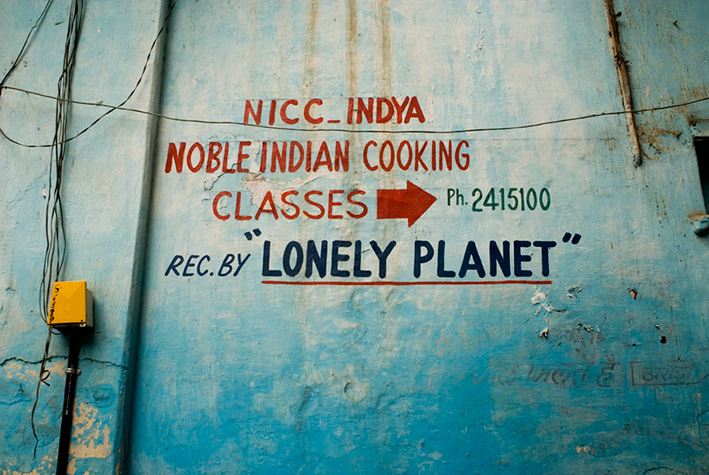 NICC_INDYA
NOBLE INDIAN COOKING
CLASSES Ph. 2415100
REC. BY "LONELY PLANET"